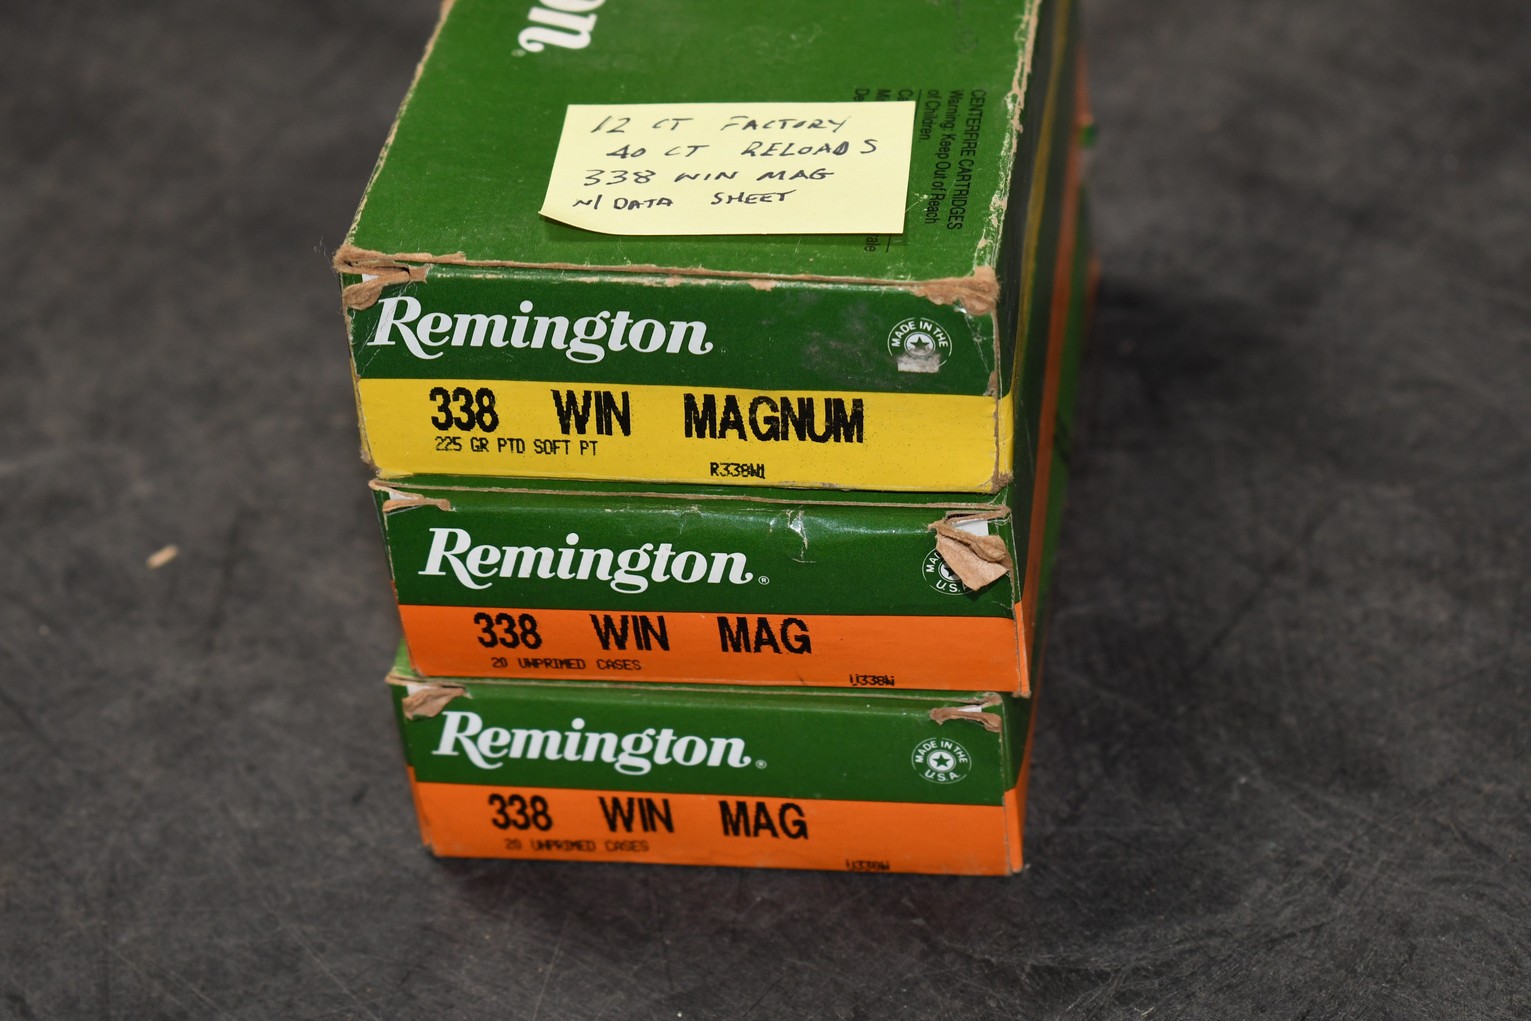 on
CENTERFIRE CARTRIDGES
Warning: Keep Out of Reach
of Children.
12 CT FACTORY
40 CT RELOADS
338 WIN MAG
W/ DATA SHEET
Remington
MADE IN THE
338 WIN MAGNUM
225 GR PTD SOFT PT
R338W1
Remington®
U.S.A.
338 WIN MAG
20 UNPRIMED CASES
U338W
Remington®
MADE IN THE
U.S.A.
338 WIN MAG
20 UNPRIMED CASES
U338W